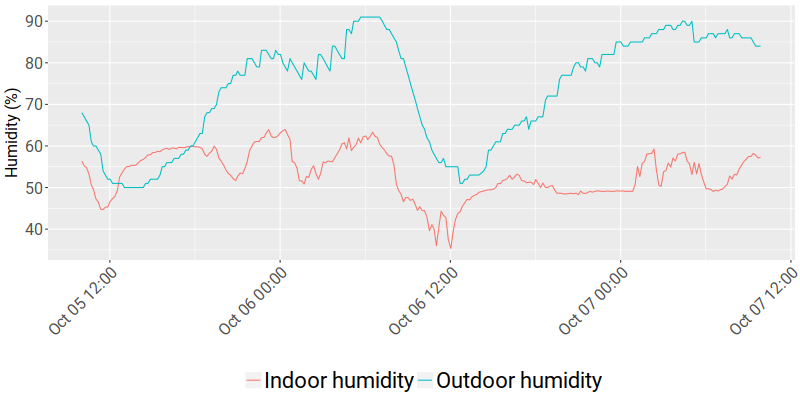 Humidity (%)
90
80
70
60
50
40
Oct 05 12:00
Oct 06 00:00
Oct 06 12:00
Oct 07 00:00
Oct 07 12:00
Indoor humidity Outdoor humidity